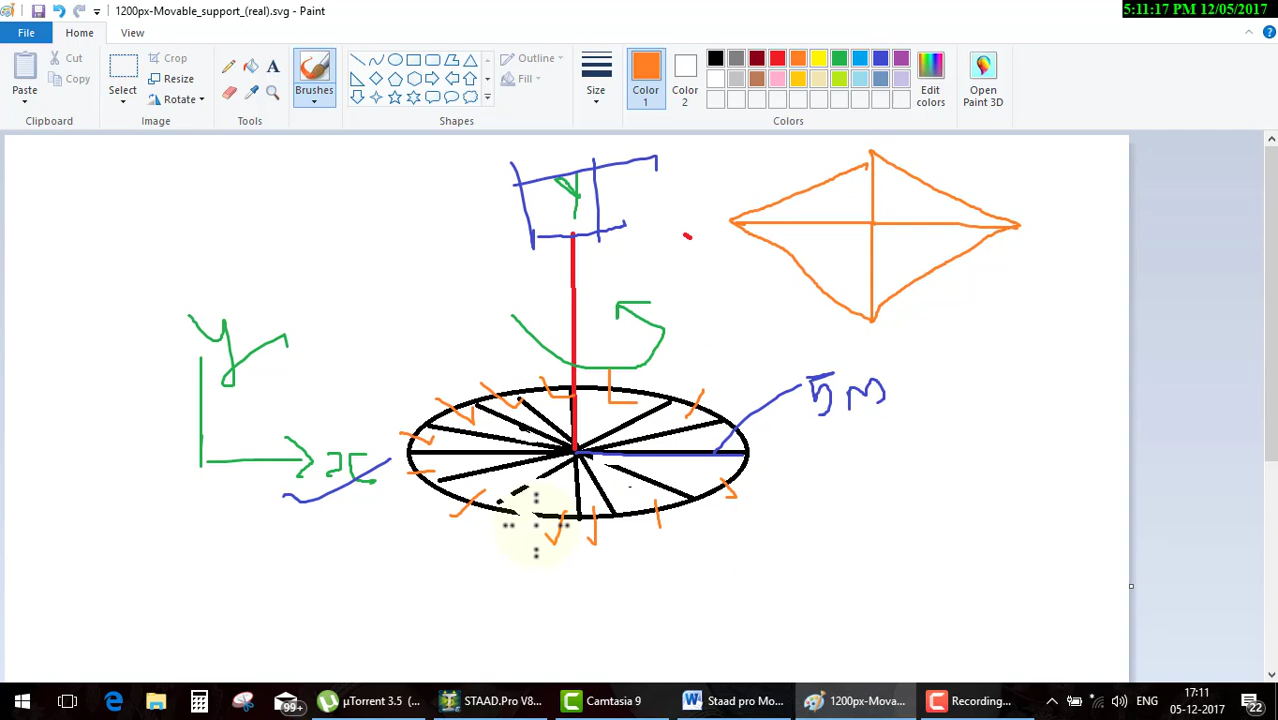 1200px-Movable_support_(real).svg - Paint
5:11:17 PM 12/05/2017
File Home View
Paste
Cut
Copy
Clipboard
Select
Crop
Resize
Rotate
Image
A
Tools
Brushes
Outline
Fill
Shapes
Size
Color 1
Color 2
Edit colors
Colors
Open Paint 3D
y
x
5 M
99+
µTorrent 3.5 (...
STAAD.Pro V8...
Camtasia 9
Staad pro Mo...
1200px-Mova...
Recording...
ENG
17:11
05-12-2017
22